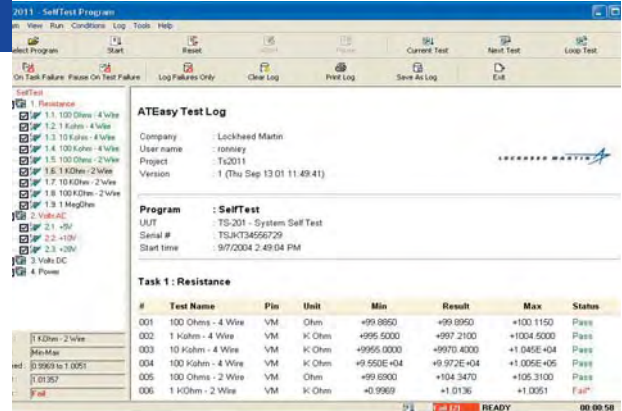 2011 - SelfTest Program
View Run Conditions Log Tools Help
Select Program Start Reset Abort Pause Current Test Next Test Loop Test
On Task Failure Pause On Test Failure Log Failures Only Clear Log Print Log Save As Log Exit
SelfTest
1. Resistance
1.1. 100 Ohms - 4 Wire
1.2. 1 Kohm - 4 Wire
1.3. 10 Kohm - 4 Wire
1.4. 100 Kohm - 4 Wire
1.5. 100 Ohms - 2 Wire
1.6. 1 KOhm - 2 Wire
1.7. 10 KOhm - 2 Wire
1.8. 100 KOhm - 2 Wire
1.9. 1 MegOhm
2. Volts AC
2.1. +5V
2.2. +10V
2.3. +20V
3. Volts DC
4. Power
1 KOhm - 2 Wire
Min-Max
0.9969 to 1.0051
1.01357
Fail
ATEasy Test Log
Company : Lockheed Martin
User name : ronniey
Project : Ts2011
Version : 1 (Thu Sep 13 01 11:49:41)
LOCKHEED MARTIN
Program : SelfTest
UUT : TS-201 - System Self Test
Serial # : TSJKT34556729
Start time : 9/7/2004 2:49:04 PM
Task 1 : Resistance
# Test Name Pin Unit Min Result Max Status
001 100 Ohms - 4 Wire VM Ohm +99.8850 +99.8950 +100.1150 Pass
002 1 Kohm - 4 Wire VM K Ohm +995.5000 +997.2100 +1004.5000 Pass
003 10 Kohm - 4 Wire VM K Ohm +9955.0000 +9970.4000 +1.045E+04 Pass
004 100 Kohm - 4 Wire VM K Ohm +9.550E+04 +9.972E+04 +1.005E+05 Pass
005 100 Ohms - 2 Wire VM Ohm +99.6900 +104.3470 +105.3100 Pass
006 1 KOhm - 2 Wire VM K Ohm +0.9969 +1.0136 +1.0051 Fail*
Fail (2) READY 00:00:58